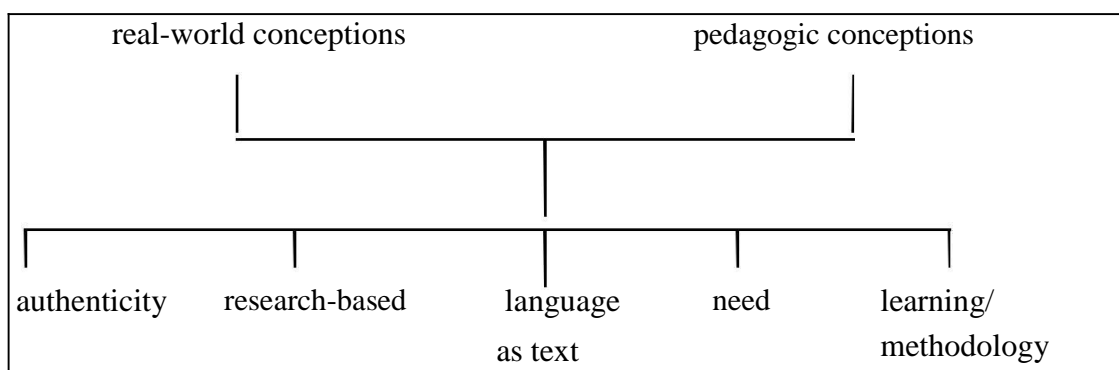 real-world conceptions pedagogic conceptions
authenticity research-based language need learning/
as text methodology